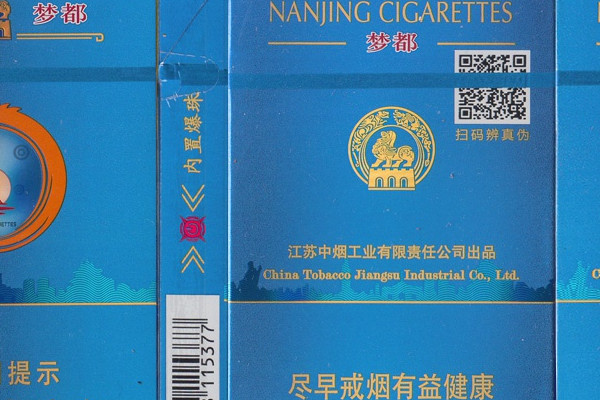 梦都
提示
内置爆珠
115377
NANJING CIGARETTES
梦都
扫码辨真伪
江苏中烟工业有限责任公司出品
China Tobacco Jiangsu Industrial Co., Ltd.
尽早戒烟有益健康